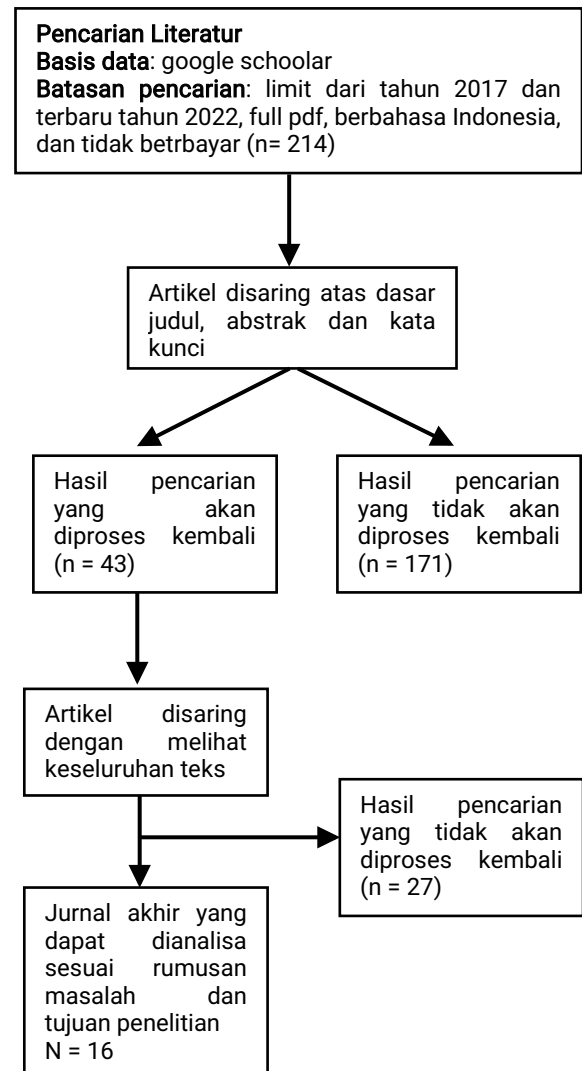 Pencarian Literatur
Basis data: google schoolar
Batasan pencarian: limit dari tahun 2017 dan
terbaru tahun 2022, full pdf, berbahasa Indonesia,
dan tidak betrbayar (n= 214)
Artikel disaring atas dasar
judul, abstrak dan kata
kunci
Hasil pencarian
yang akan
diproses kembali
(n = 43)
Hasil pencarian
yang tidak akan
diproses kembali
(n = 171)
Artikel disaring
dengan melihat
keseluruhan teks
Hasil pencarian
yang tidak akan
diproses kembali
(n = 27)
Jurnal akhir yang
dapat dianalisa
sesuai rumusan
masalah dan
tujuan penelitian
N = 16